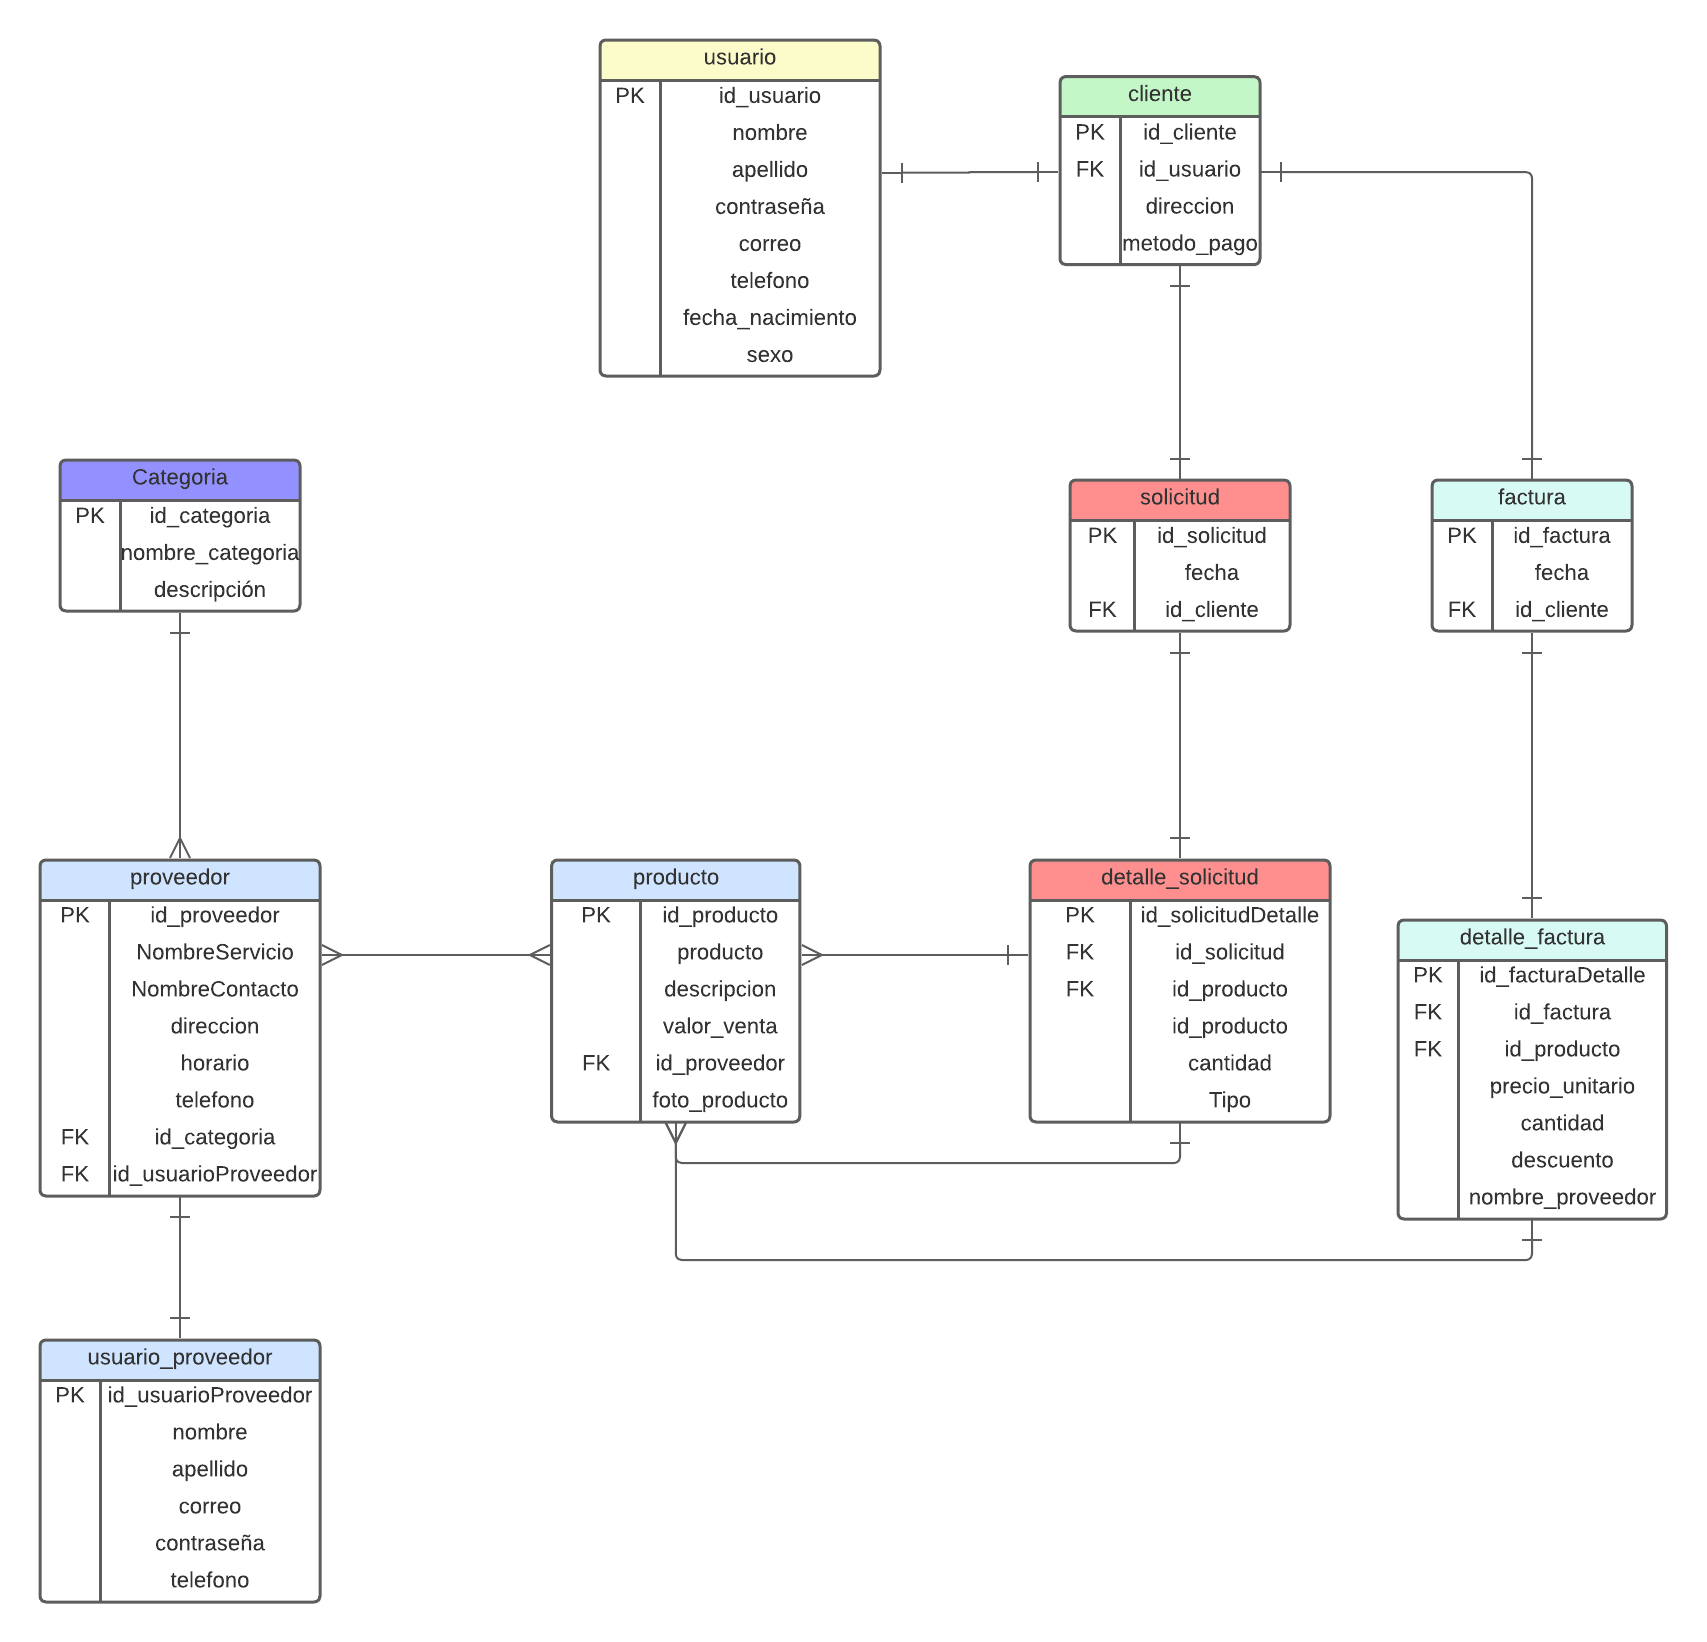 usuario
PK id_usuario
nombre
apellido
contraseña
correo
telefono
fecha_nacimiento
sexo
cliente
PK id_cliente
FK id_usuario
direccion
metodo_pago
Categoria
PK id_categoria
nombre_categoria
descripción
solicitud
PK id_solicitud
fecha
FK id_cliente
factura
PK id_factura
fecha
FK id_cliente
proveedor
PK id_proveedor
NombreServicio
NombreContacto
direccion
horario
telefono
FK id_categoria
FK id_usuarioProveedor
producto
PK id_producto
producto
descripcion
valor_venta
FK id_proveedor
foto_producto
detalle_solicitud
PK id_solicitudDetalle
FK id_solicitud
FK id_producto
id_producto
cantidad
Tipo
detalle_factura
PK id_facturaDetalle
FK id_factura
FK id_producto
precio_unitario
cantidad
descuento
nombre_proveedor
usuario_proveedor
PK id_usuarioProveedor
nombre
apellido
correo
contraseña
telefono